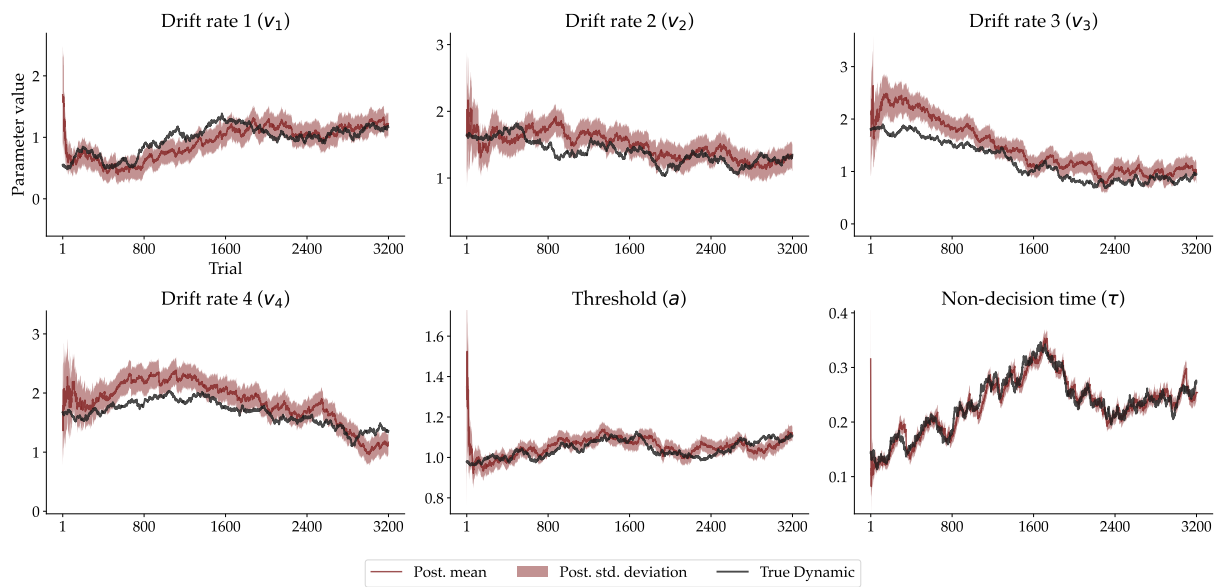 Drift rate 1 (v₁)
Drift rate 2 (v₂)
Drift rate 3 (v₃)
Parameter value
2
1
0
1 800 1600 2400 3200
Trial
3
2
1
1 800 1600 2400 3200
3
2
1
0
1 800 1600 2400 3200
Drift rate 4 (v₄)
Threshold (a)
Non-decision time (τ)
3
2
1
0
1 800 1600 2400 3200
1.6
1.4
1.2
1.0
0.8
1 800 1600 2400 3200
0.4
0.3
0.2
0.1
1 800 1600 2400 3200
Post. mean
Post. std. deviation
True Dynamic